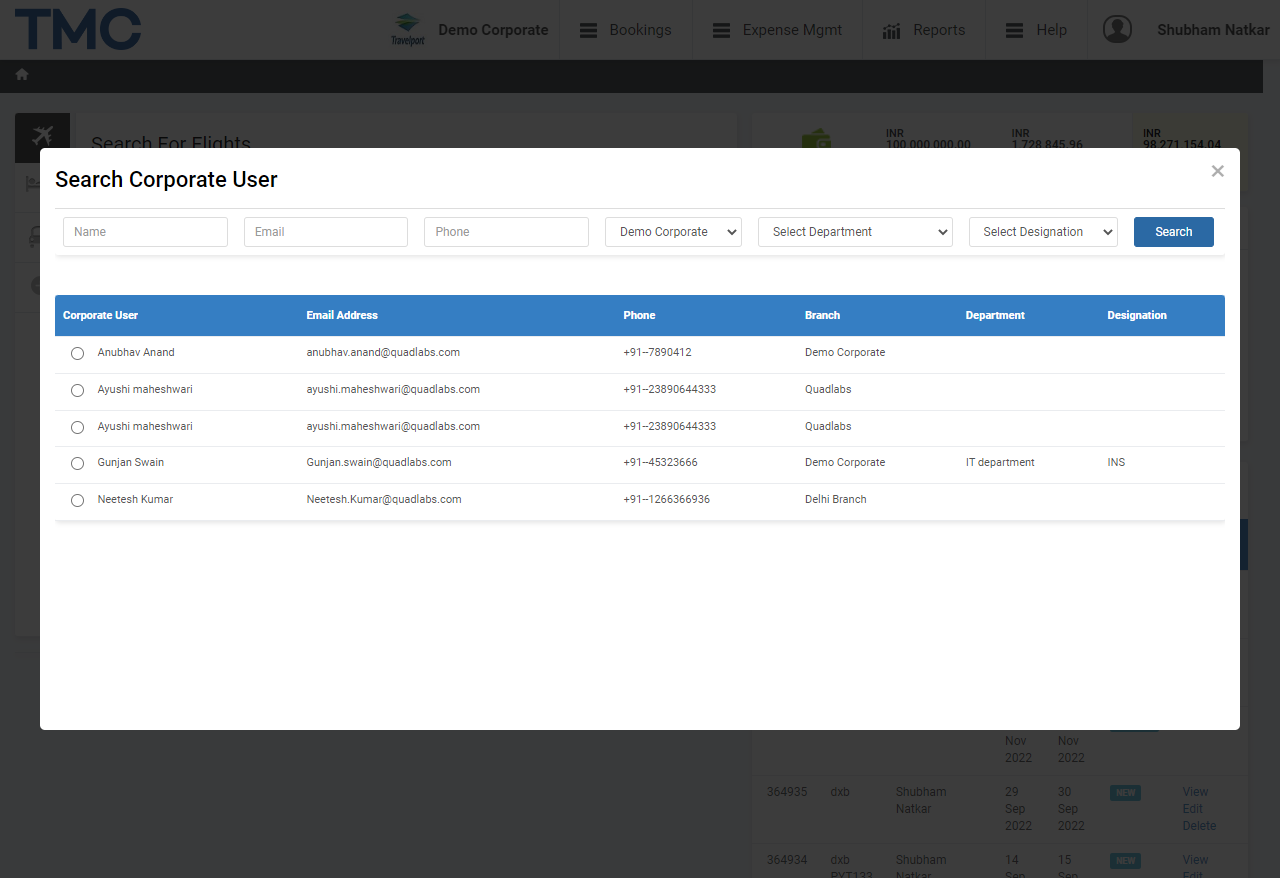 TMC
Travelport
Demo Corporate
Bookings
Expense Mgmt
Reports
Help
Shubham Natkar
Search For Flights
INR
100,000,000.00
INR
1,728,845.96
INR
98,271,154.04
Search Corporate User
×
Name
Email
Phone
Demo Corporate
Select Department
Select Designation
Search
Corporate User Email Address Phone Branch Department Designation
Anubhav Anand anubhav.anand@quadlabs.com +91--7890412 Demo Corporate
Ayushi maheshwari ayushi.maheshwari@quadlabs.com +91--23890644333 Quadlabs
Ayushi maheshwari ayushi.maheshwari@quadlabs.com +91--23890644333 Quadlabs
Gunjan Swain Gunjan.swain@quadlabs.com +91--45323666 Demo Corporate IT department INS
Neetesh Kumar Neetesh.Kumar@quadlabs.com +91--1266366936 Delhi Branch
Nov Nov
2022 2022
364935 dxb Shubham 29 30 NEW View
Natkar Sep Sep Edit
2022 2022 Delete
364934 dxb Shubham 14 15 NEW View
PYT133 Natkar Sep Sep Edit